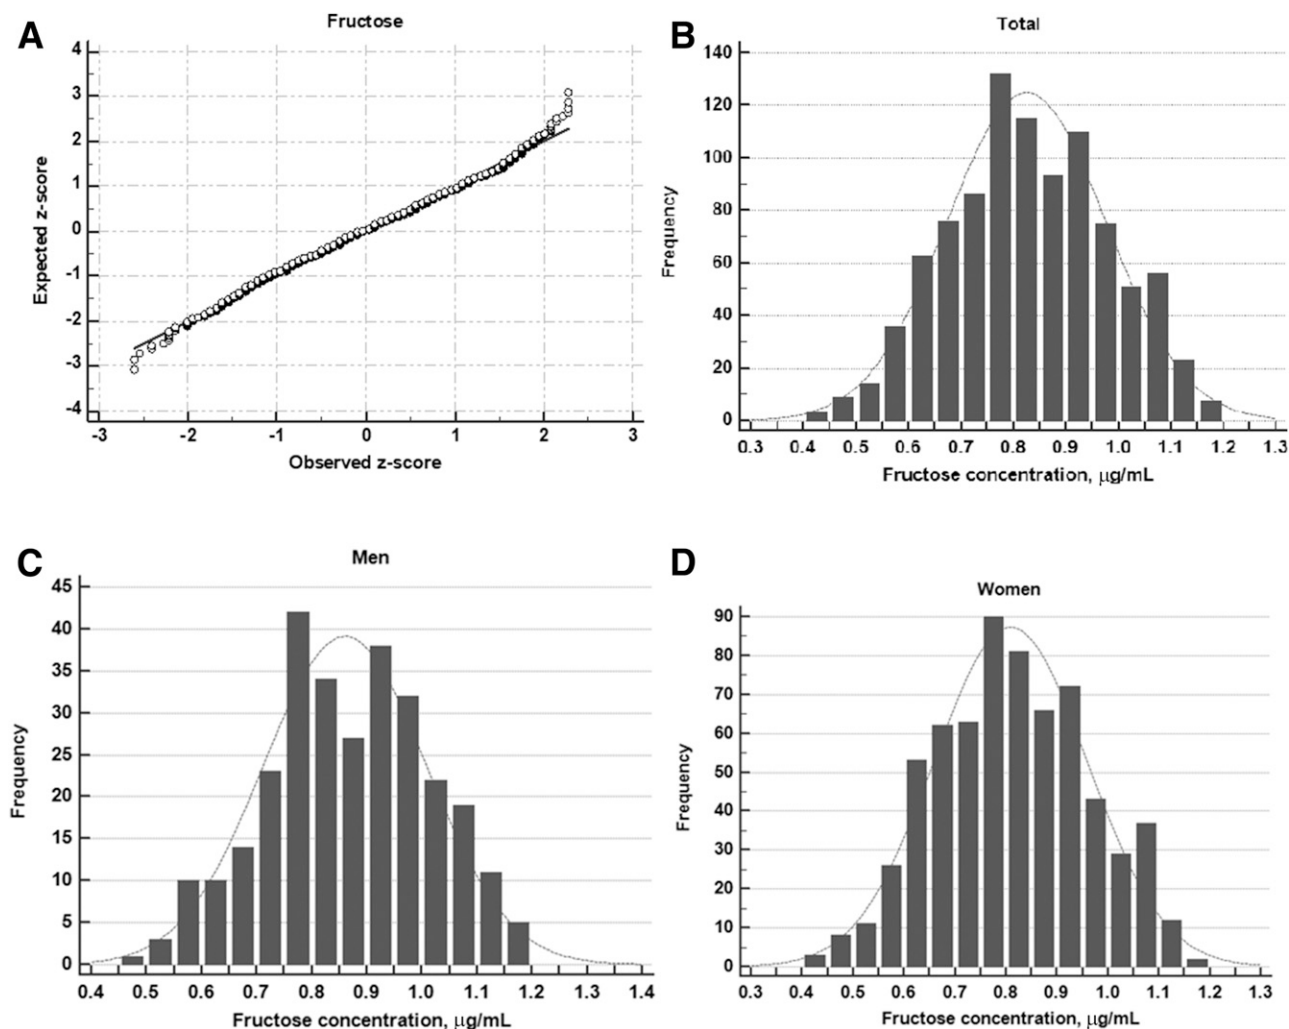 A
Fructose
4
3
2
1
0
-1
-2
-3
-4
Expected z-score
-3 -2 -1 0 1 2 3
Observed z-score
B
Total
140
120
100
80
60
40
20
0
Frequency
0.3 0.4 0.5 0.6 0.7 0.8 0.9 1.0 1.1 1.2 1.3
Fructose concentration, µg/mL
C
Men
45
40
35
30
25
20
15
10
5
0
Frequency
0.4 0.5 0.6 0.7 0.8 0.9 1.0 1.1 1.2 1.3 1.4
Fructose concentration, µg/mL
D
Women
90
80
70
60
50
40
30
20
10
0
Frequency
0.3 0.4 0.5 0.6 0.7 0.8 0.9 1.0 1.1 1.2 1.3
Fructose concentration, µg/mL